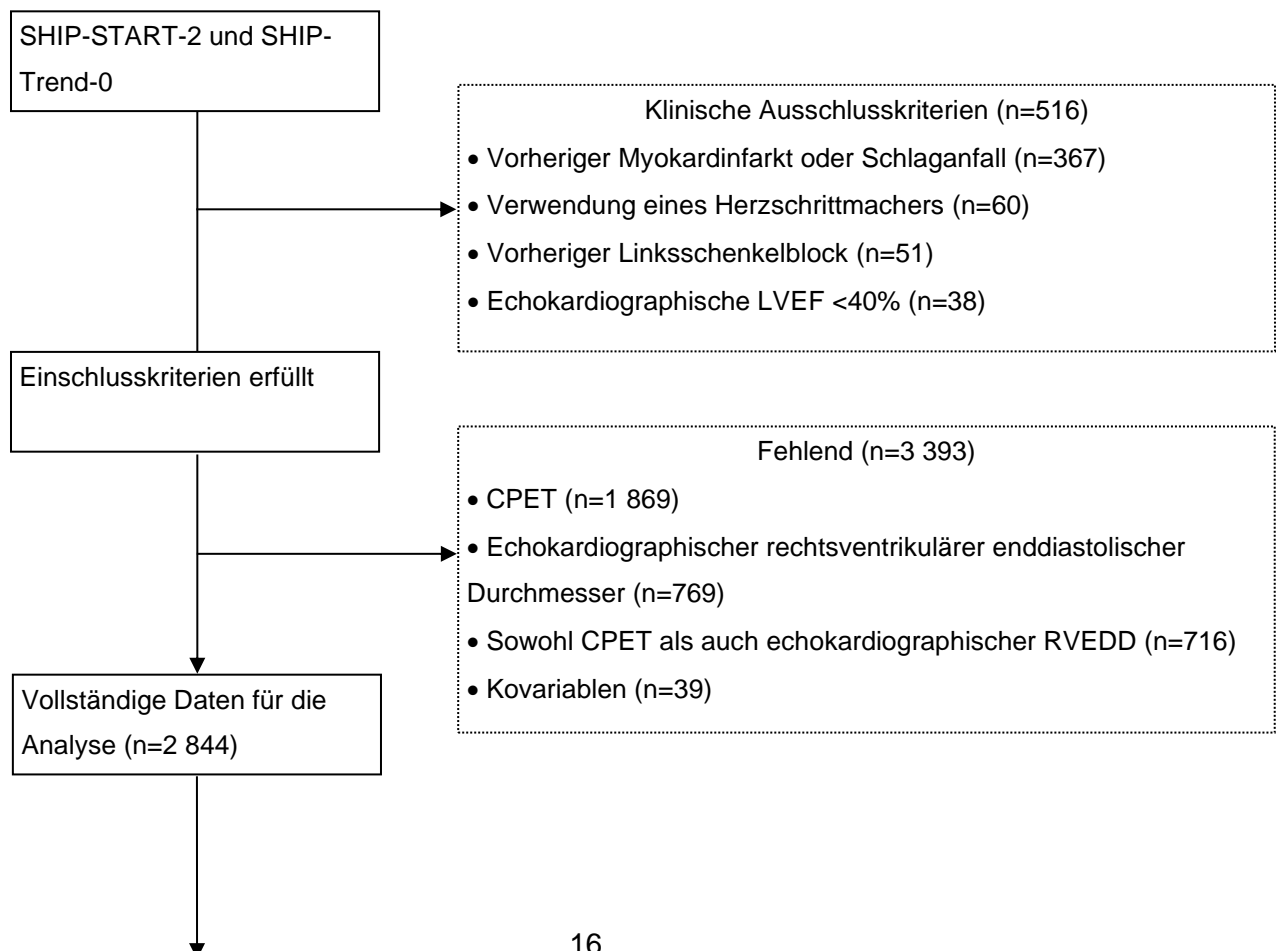 SHIP-START-2 und SHIP-
Trend-0
Klinische Ausschlusskriterien (n=516)
• Vorheriger Myokardinfarkt oder Schlaganfall (n=367)
• Verwendung eines Herzschrittmachers (n=60)
• Vorheriger Linksschenkelblock (n=51)
• Echokardiographische LVEF <40% (n=38)
Einschlusskriterien erfüllt
Fehlend (n=3 393)
• CPET (n=1 869)
• Echokardiographischer rechtsventrikulärer enddiastolischer
Durchmesser (n=769)
• Sowohl CPET als auch echokardiographischer RVEDD (n=716)
• Kovariablen (n=39)
Vollständige Daten für die
Analyse (n=2 844)
16